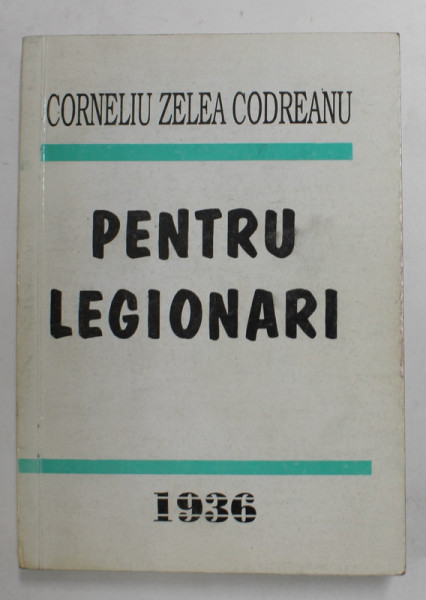 CORNELIU ZELEA CODREANU
PENTRU
LEGIONARI
1936